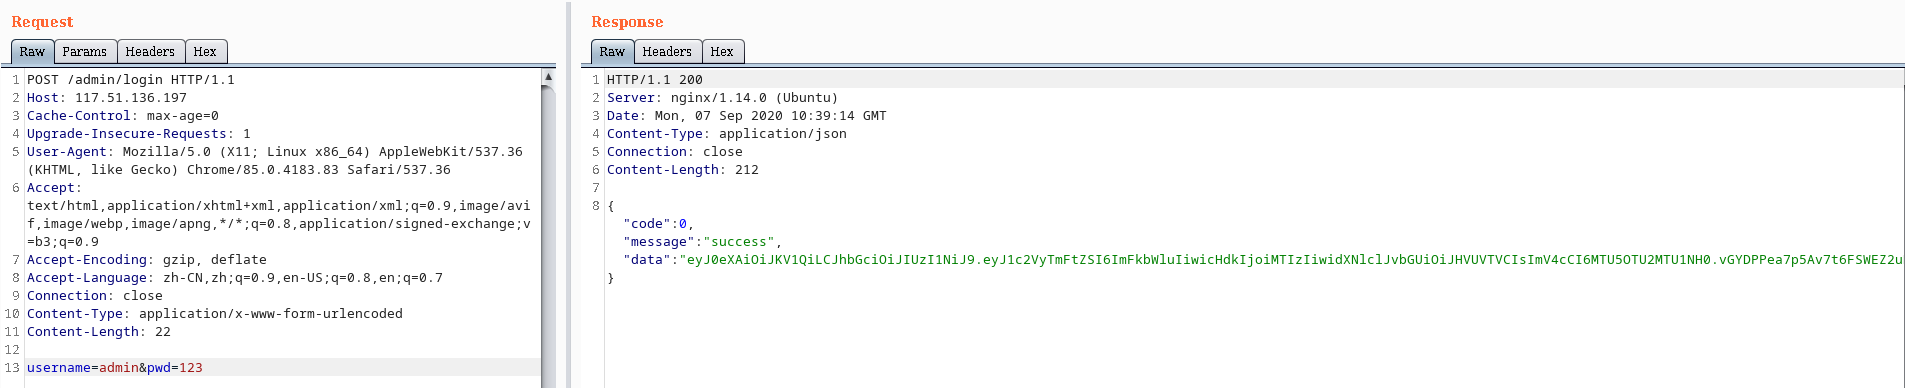 Request
Raw Params Headers Hex
1 POST /admin/login HTTP/1.1
2 Host: 117.51.136.197
3 Cache-Control: max-age=0
4 Upgrade-Insecure-Requests: 1
5 User-Agent: Mozilla/5.0 (X11; Linux x86_64) AppleWebKit/537.36
(KHTML, like Gecko) Chrome/85.0.4183.83 Safari/537.36
6 Accept:
text/html,application/xhtml+xml,application/xml;q=0.9,image/avi
f,image/webp,image/apng,*/*;q=0.8,application/signed-exchange;v
=b3;q=0.9
7 Accept-Encoding: gzip, deflate
8 Accept-Language: zh-CN,zh;q=0.9,en-US;q=0.8,en;q=0.7
9 Connection: close
10 Content-Type: application/x-www-form-urlencoded
11 Content-Length: 22
12
13 username=admin&pwd=123
Response
Raw Headers Hex
1 HTTP/1.1 200
2 Server: nginx/1.14.0 (Ubuntu)
3 Date: Mon, 07 Sep 2020 10:39:14 GMT
4 Content-Type: application/json
5 Connection: close
6 Content-Length: 212
7
8 {
"code":0,
"message":"success",
"data":"eyJ0eXAiOiJKV1QiLCJhbGciOiJIUzI1NiJ9.eyJ1c2VyTmFtZSI6ImFkbWluIiwicHdkIjoiMTIzIiwidXNlclJvbGUiOiJHVUVTVCIsImV4cCI6MTU5OTU2MTU1NH0.vGYDPPea7p5Av7t6FSWEZ2u
}